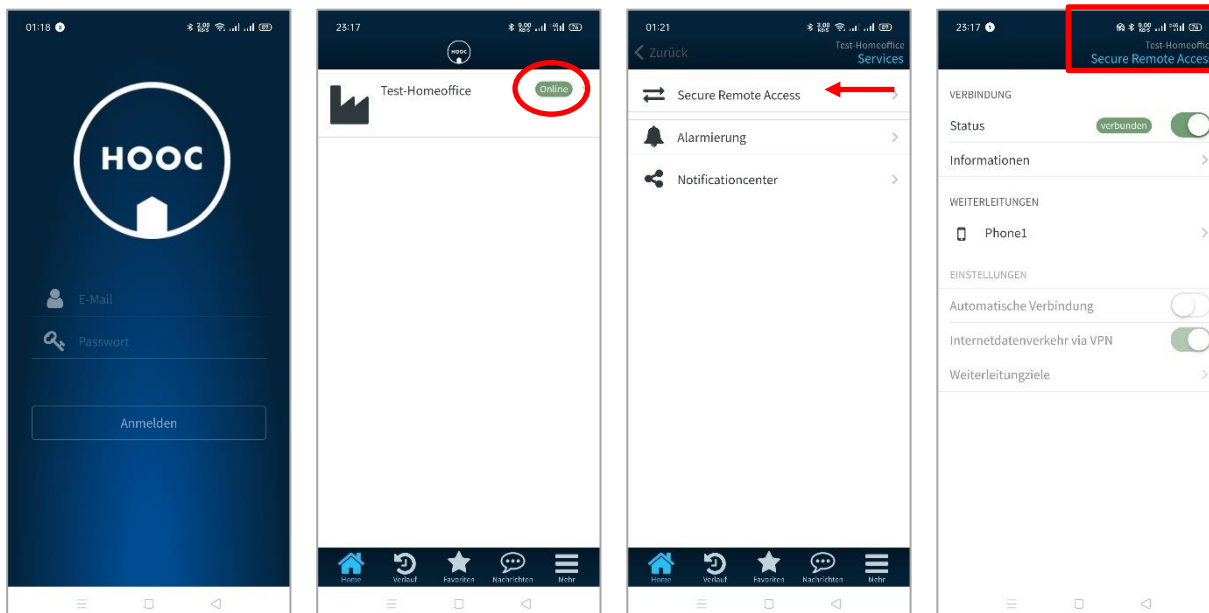 01:18
HOOC
E-Mail
Passwort
Anmelden
23:17
HOOC
Test-Homeoffice
Online
Home
Verlauf
Favoriten
Nachrichten
Mehr
01:21
Zurück
Test-Homeoffice
Services
Secure Remote Access
Alarmierung
Notificationcenter
Home
Verlauf
Favoriten
Nachrichten
Mehr
23:17
Test-Homeoffic
Secure Remote Acces
VERBINDUNG
Status
verbunden
Informationen
WEITERLEITUNGEN
Phone1
EINSTELLUNGEN
Automatische Verbindung
Internetdatenverkehr via VPN
Weiterleitungziele